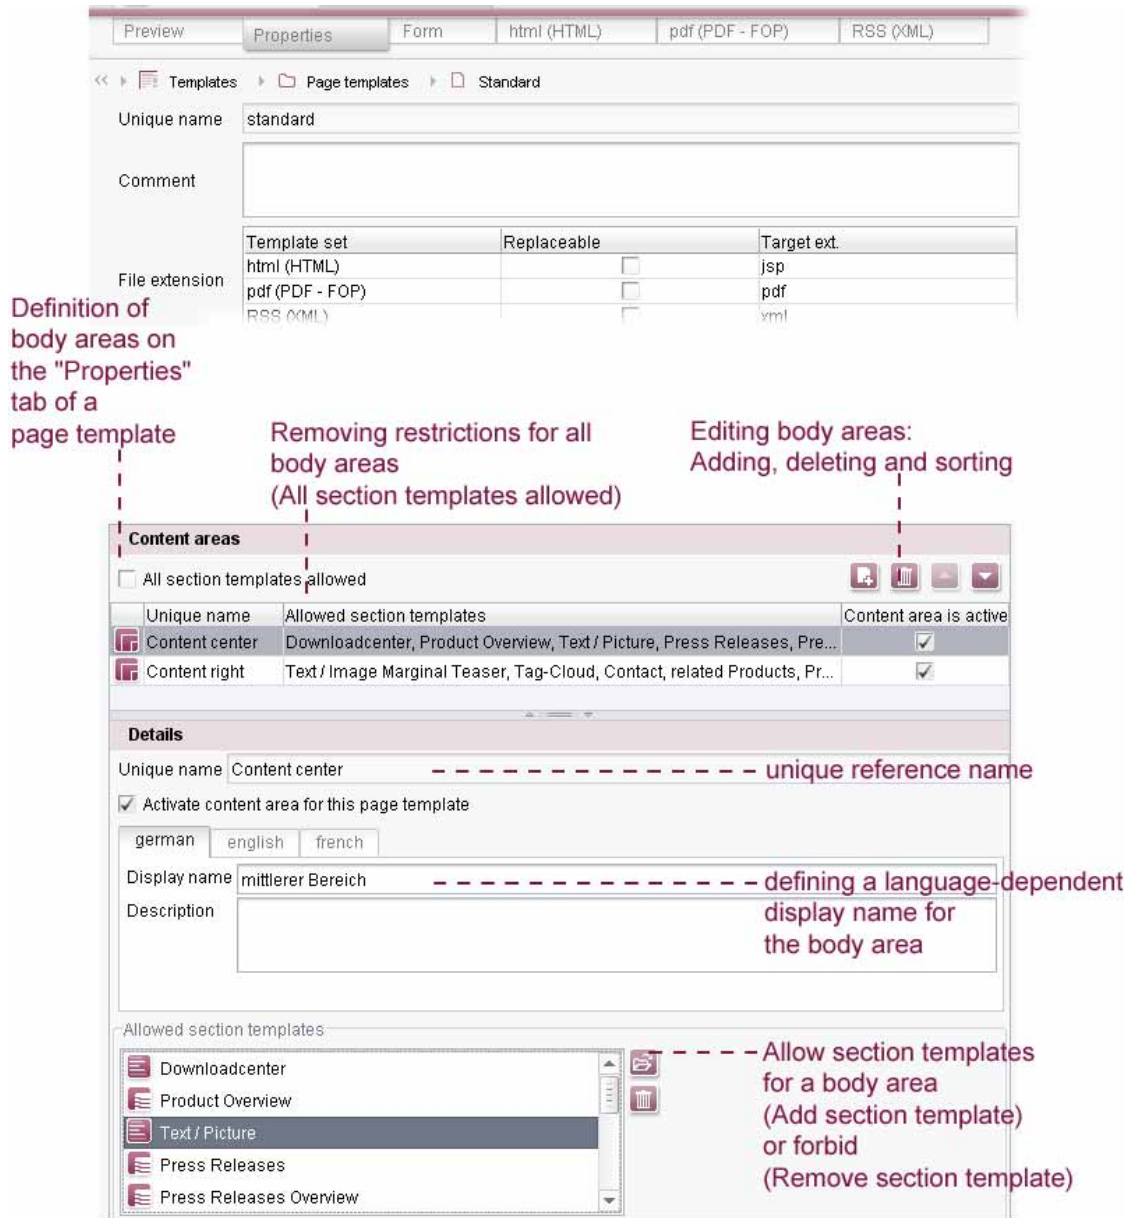 Preview Properties Form html (HTML) pdf (PDF - FOP) RSS (XML)
Templates Page templates Standard
Unique name standard
Comment
Template set Replaceable Target ext.
html (HTML) jsp
File extension
pdf (PDF - FOP) pdf
RSS (XML) xml
Definition of
body areas on
the "Properties"
tab of a
page template
Removing restrictions for all
body areas
(All section templates allowed)
Editing body areas:
Adding, deleting and sorting
Content areas
All section templates allowed
Unique name Allowed section templates Content area is active
Content center Downloadcenter, Product Overview, Text / Picture, Press Releases, Pre...
Content right Text / Image Marginal Teaser, Tag-Cloud, Contact, related Products, Pr...
Details
Unique name Content center
unique reference name
Activate content area for this page template
german english french
Display name mittlerer Bereich
Description
defining a language-dependent
display name for
the body area
Allowed section templates
Downloadcenter
Product Overview
Text / Picture
Press Releases
Press Releases Overview
Allow section templates
for a body area
(Add section template)
or forbid
(Remove section template)